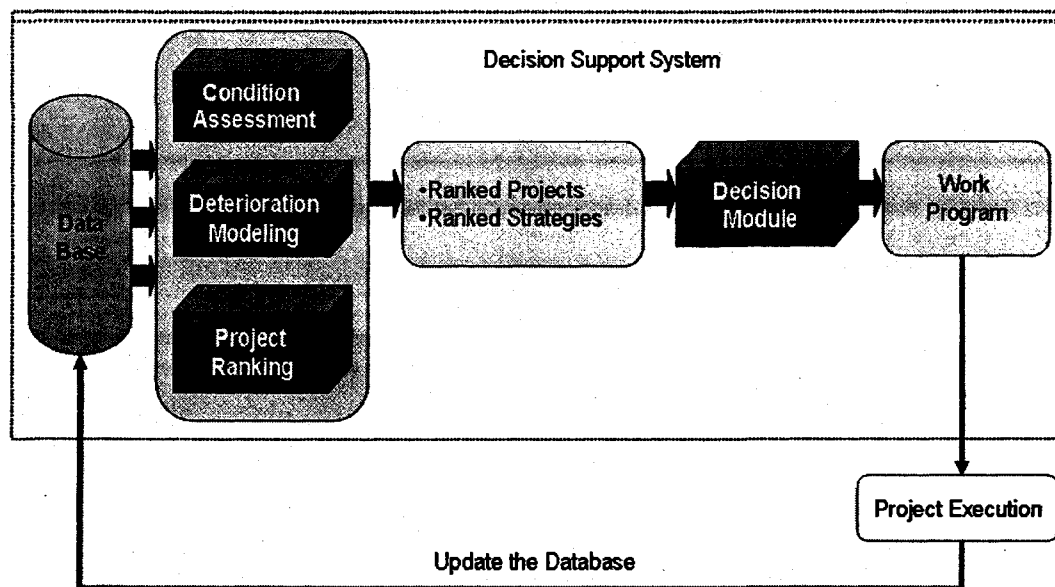 Decision Support System
Data
Base
Condition
Assessment
Deterioration
Modeling
Project
Ranking
•Ranked Projects
•Ranked Strategies
Decision
Module
Work
Program
Project Execution
Update the Database